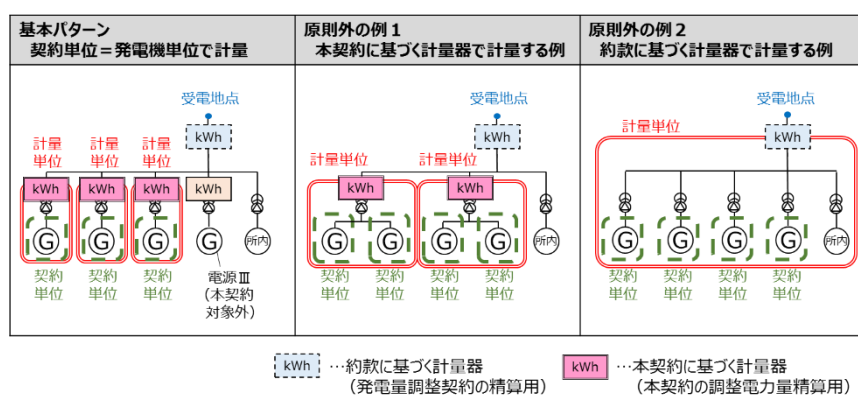 基本パターン
契約単位＝発電機単位で計量
受電地点
kWh
計量
単位
計量
単位
計量
単位
kWh
kWh
kWh
kWh
G
G
G
G
所内
契約
単位
契約
単位
契約
単位
電源Ⅲ
（本契約
対象外）
原則外の例１
本契約に基づく計量器で計量する例
受電地点
kWh
計量単位
計量単位
kWh
kWh
G
G
G
G
所内
契約
単位
契約
単位
契約
単位
契約
単位
原則外の例２
約款に基づく計量器で計量する例
受電地点
計量単位
kWh
G
G
G
G
所内
契約
単位
契約
単位
契約
単位
契約
単位
kWh …約款に基づく計量器
（発電量調整契約の精算用）
kWh …本契約に基づく計量器
（本契約の調整電力量精算用）